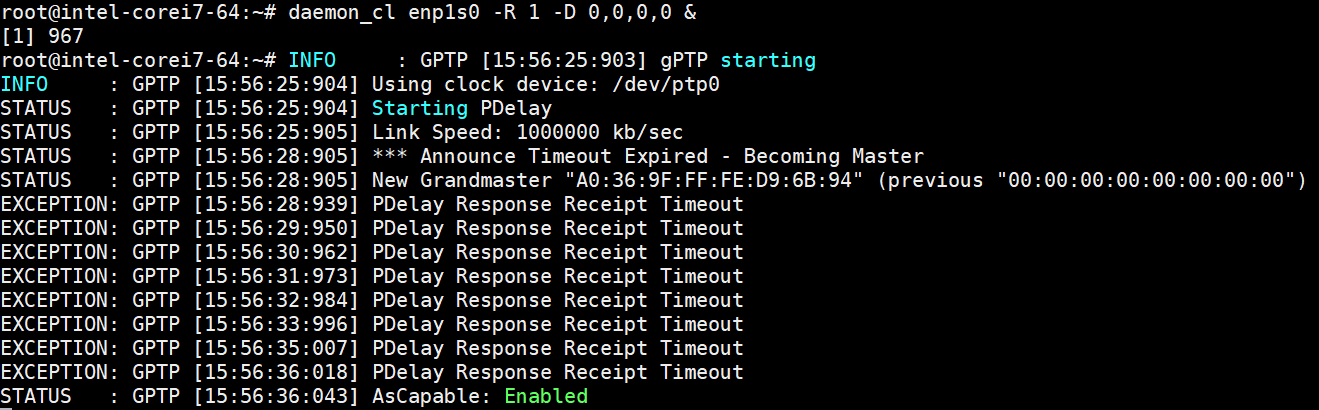 root@intel-corei7-64:~# daemon_cl enp1s0 -R 1 -D 0,0,0,0 &
[1] 967
root@intel-corei7-64:~# INFO     : GPTP [15:56:25:903] gPTP starting
INFO     : GPTP [15:56:25:904] Using clock device: /dev/ptp0
STATUS   : GPTP [15:56:25:904] Starting PDelay
STATUS   : GPTP [15:56:25:905] Link Speed: 1000000 kb/sec
STATUS   : GPTP [15:56:28:905] *** Announce Timeout Expired - Becoming Master
STATUS   : GPTP [15:56:28:905] New Grandmaster "A0:36:9F:FF:FE:D9:6B:94" (previous "00:00:00:00:00:00:00:00")
EXCEPTION: GPTP [15:56:28:939] PDelay Response Receipt Timeout
EXCEPTION: GPTP [15:56:29:950] PDelay Response Receipt Timeout
EXCEPTION: GPTP [15:56:30:962] PDelay Response Receipt Timeout
EXCEPTION: GPTP [15:56:31:973] PDelay Response Receipt Timeout
EXCEPTION: GPTP [15:56:32:984] PDelay Response Receipt Timeout
EXCEPTION: GPTP [15:56:33:996] PDelay Response Receipt Timeout
EXCEPTION: GPTP [15:56:35:007] PDelay Response Receipt Timeout
EXCEPTION: GPTP [15:56:36:018] PDelay Response Receipt Timeout
STATUS   : GPTP [15:56:36:043] AsCapable: Enabled